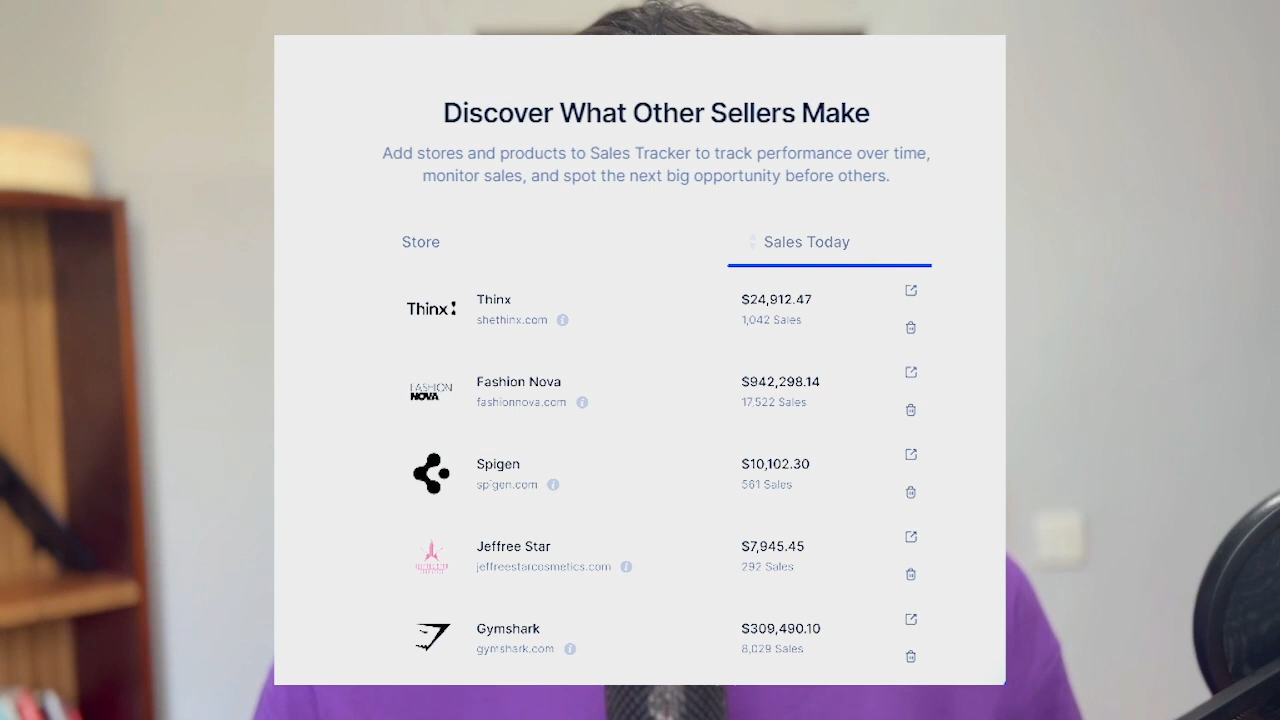 Discover What Other Sellers Make
Add stores and products to Sales Tracker to track performance over time,
monitor sales, and spot the next big opportunity before others.
Store
Sales Today
Thinx
Thinx
$24,912.47
shethinx.com
1,042 Sales
FASHION
NOVA
Fashion Nova
$942,298.14
fashionnova.com
17,522 Sales
Spigen
$10,102.30
spigen.com
561 Sales
Jeffree Star
$7,945.45
jeffreestarcosmetics.com
292 Sales
Gymshark
$309,490.10
gymshark.com
8,029 Sales